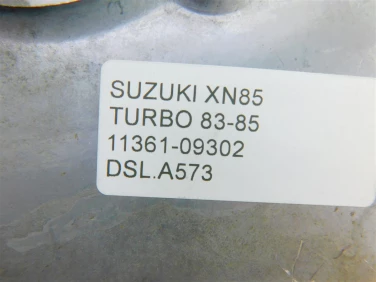 SUZUKI XN85
TURBO 83-85
11361-09302
DSL.A573